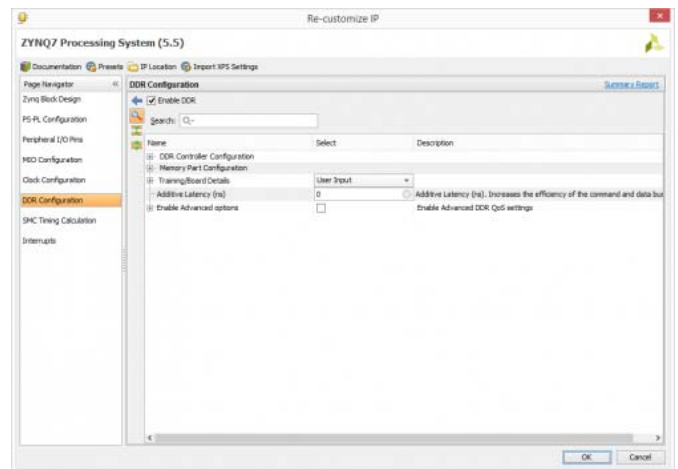 Re-customize IP
ZYNQ7 Processing System (5.5)
Documentation Presets IP Location Import XPS Settings
Page Navigator
DDR Configuration
Summary Report
Zynq Block Design
Enable DDR
PS-PL Configuration
Search:
Peripheral I/O Pins
Name Select Description
MIO Configuration
DDR Controller Configuration
Memory Part Configuration
Clock Configuration
Training/Board Details User Input
Additive Latency (ns) 0 Additive Latency (ns). Increases the efficiency of the command and data bus
DDR Configuration
Enable Advanced options Enable Advanced DDR QoS settings
SMC Timing Calculation
Interrupts
OK Cancel